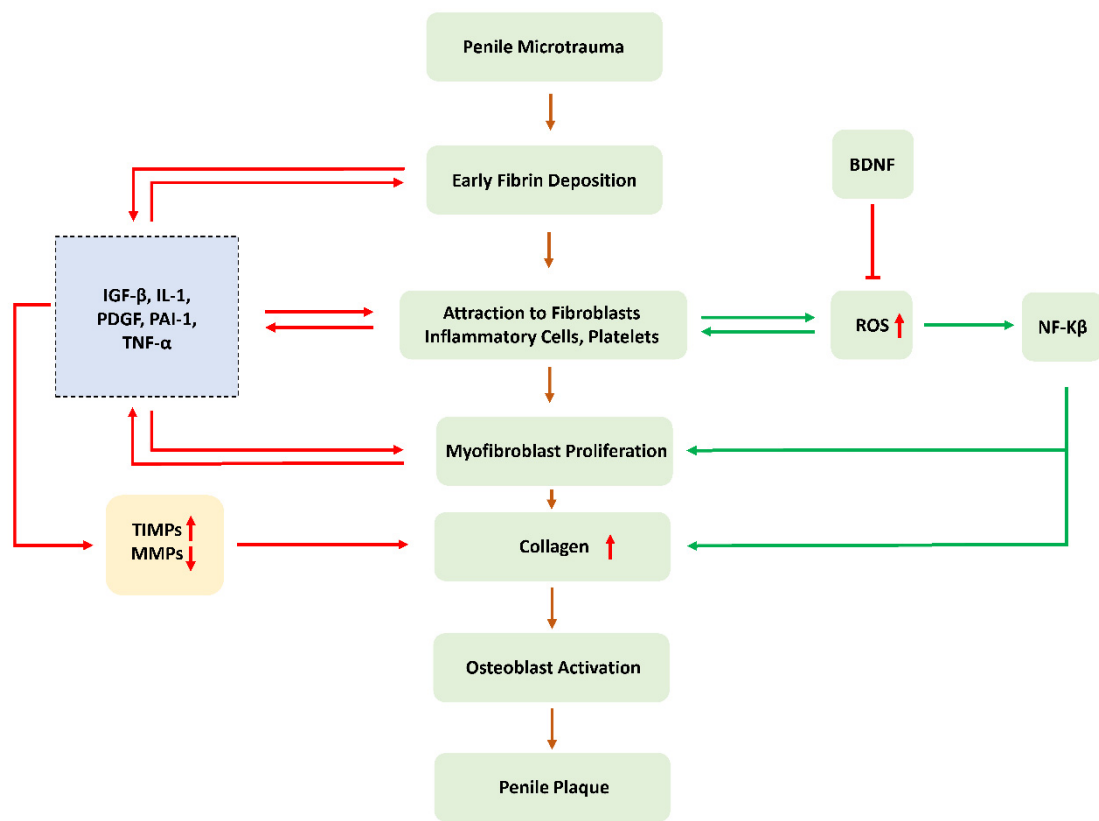 Penile Microtrauma
Early Fibrin Deposition
BDNF
IGF-β, IL-1,
PDGF, PAI-1,
TNF-α
Attraction to Fibroblasts
Inflammatory Cells, Platelets
ROS
NF-Kβ
Myofibroblast Proliferation
TIMPs
MMPs
Collagen
Osteoblast Activation
Penile Plaque